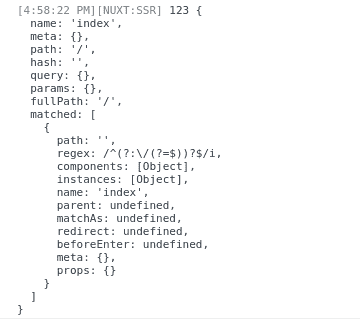 [4:58:22 PM][NUXT:SSR] 123 {
  name: 'index',
  meta: {},
  path: '/',
  hash: '',
  query: {},
  params: {},
  fullPath: '/',
  matched: [
    {
      path: '',
      regex: /^(?:\/(?=$))?$/i,
      components: [Object],
      instances: [Object],
      name: 'index',
      parent: undefined,
      matchAs: undefined,
      redirect: undefined,
      beforeEnter: undefined,
      meta: {},
      props: {}
    }
  ]
}